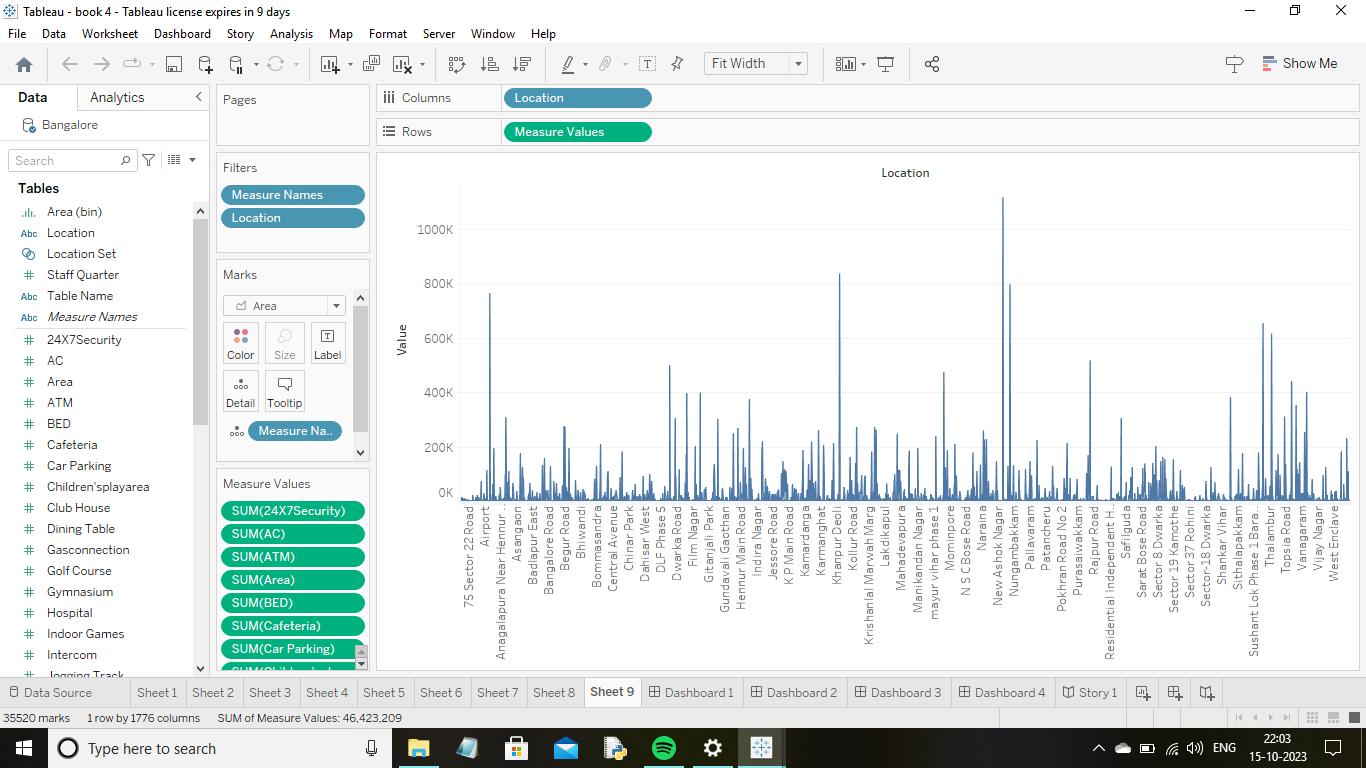 Tableau - book 4 - Tableau license expires in 9 days
File Data Worksheet Dashboard Story Analysis Map Format Server Window Help
Fit Width
Show Me
Data Analytics
Bangalore
Search
Tables
Area (bin)
Abc Location
Location Set
Staff Quarter
Abc Table Name
Abc Measure Names
24X7Security
AC
Area
ATM
BED
Cafeteria
Car Parking
Children'splayarea
Club House
Dining Table
Gasconnection
Golf Course
Gymnasium
Hospital
Indoor Games
Intercom
Jogging Track
Pages
Filters
Measure Names
Location
Marks
Area
Color Size Label
Detail Tooltip
Measure Na..
Measure Values
SUM(24X7Security)
SUM(AC)
SUM(ATM)
SUM(Area)
SUM(BED)
SUM(Cafeteria)
SUM(Car Parking)
Columns Location
Rows Measure Values
Location
Value
1000K
800K
600K
400K
200K
0K
75 Sector 22 Road
Airport
Anagalapura Near Hennur ..
Asangaon
Badlapur East
Bangalore Road
Begur Road
Bhiwandi
Bommasandra
Central Avenue
Chinar Park
Dahisar West
DLF Phase 5
Dwarka Road
Film Nagar
Gitanjali Park
Gundavali Gaothan
Hennur Main Road
Indira Nagar
Jessore Road
K P Main Road
Kamardanga
Karmanghat
Khanpur Deoli
Kollur Road
Krishanlal Marwah Marg
Lakdikapul
Mahadevapura
Manikandan Nagar
mayur vihar phase 1
Mominpore
N S C Bose Road
Naraina
New Ashok Nagar
Nungambakkam
Pallavaram
Patancheru
Pokhran Road No 2
Purasaiwakkam
Rajpur Road
Residential Independent H..
Safilguda
Sarat Bose Road
Sector 8 Dwarka
Sector 19 Kamothe
Sector 37 Rohini
Sector-18 Dwarka
Shankar Vihar
Sithalapakkam
Sushant Lok Phase 1 Bara..
Thalambur
Topsia Road
Vanagaram
Vijay Nagar
West Enclave
Data Source Sheet 1 Sheet 2 Sheet 3 Sheet 4 Sheet 5 Sheet 6 Sheet 7 Sheet 8 Sheet 9 Dashboard 1 Dashboard 2 Dashboard 3 Dashboard 4 Story 1
35520 marks 1 row by 1776 columns SUM of Measure Values: 46,423,209
Type here to search
ENG
22:03
15-10-2023